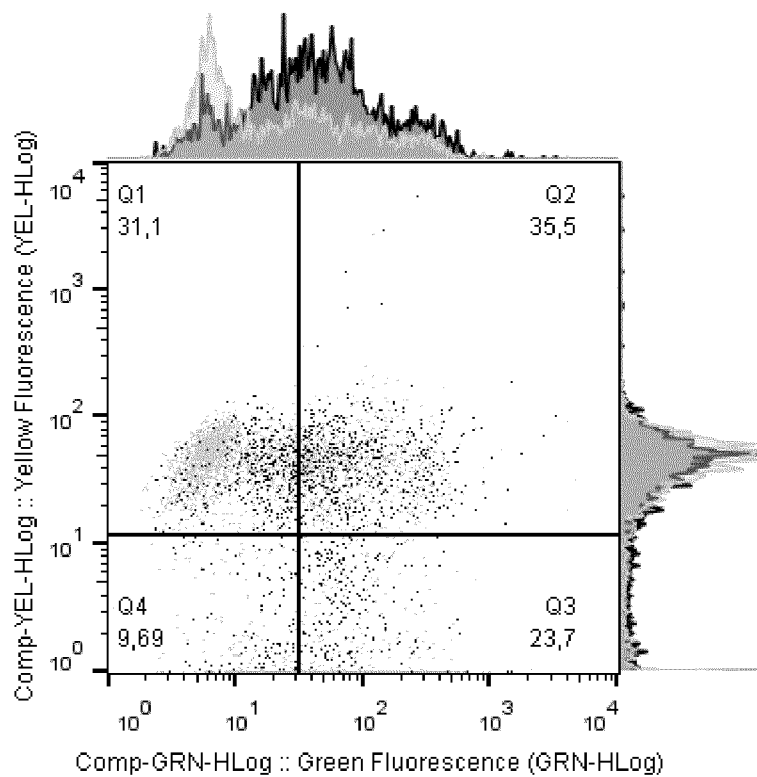 10^4
Q1
31,1
Q2
35,5
10^3
10^2
10^1
10^0
Q4
9,69
Q3
23,7
10^0
10^1
10^2
10^3
10^4
Comp-YEL-HLog :: Yellow Fluorescence (YEL-HLog)
Comp-GRN-HLog :: Green Fluorescence (GRN-HLog)